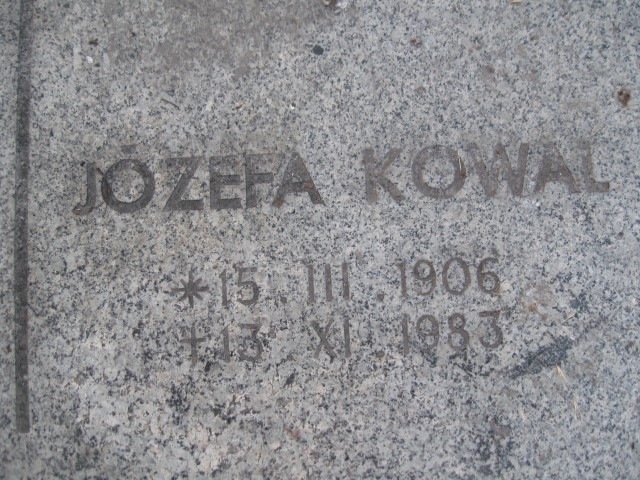 JÓZEFA KOWAL
*15. III. 1906
†13. XI. 1983